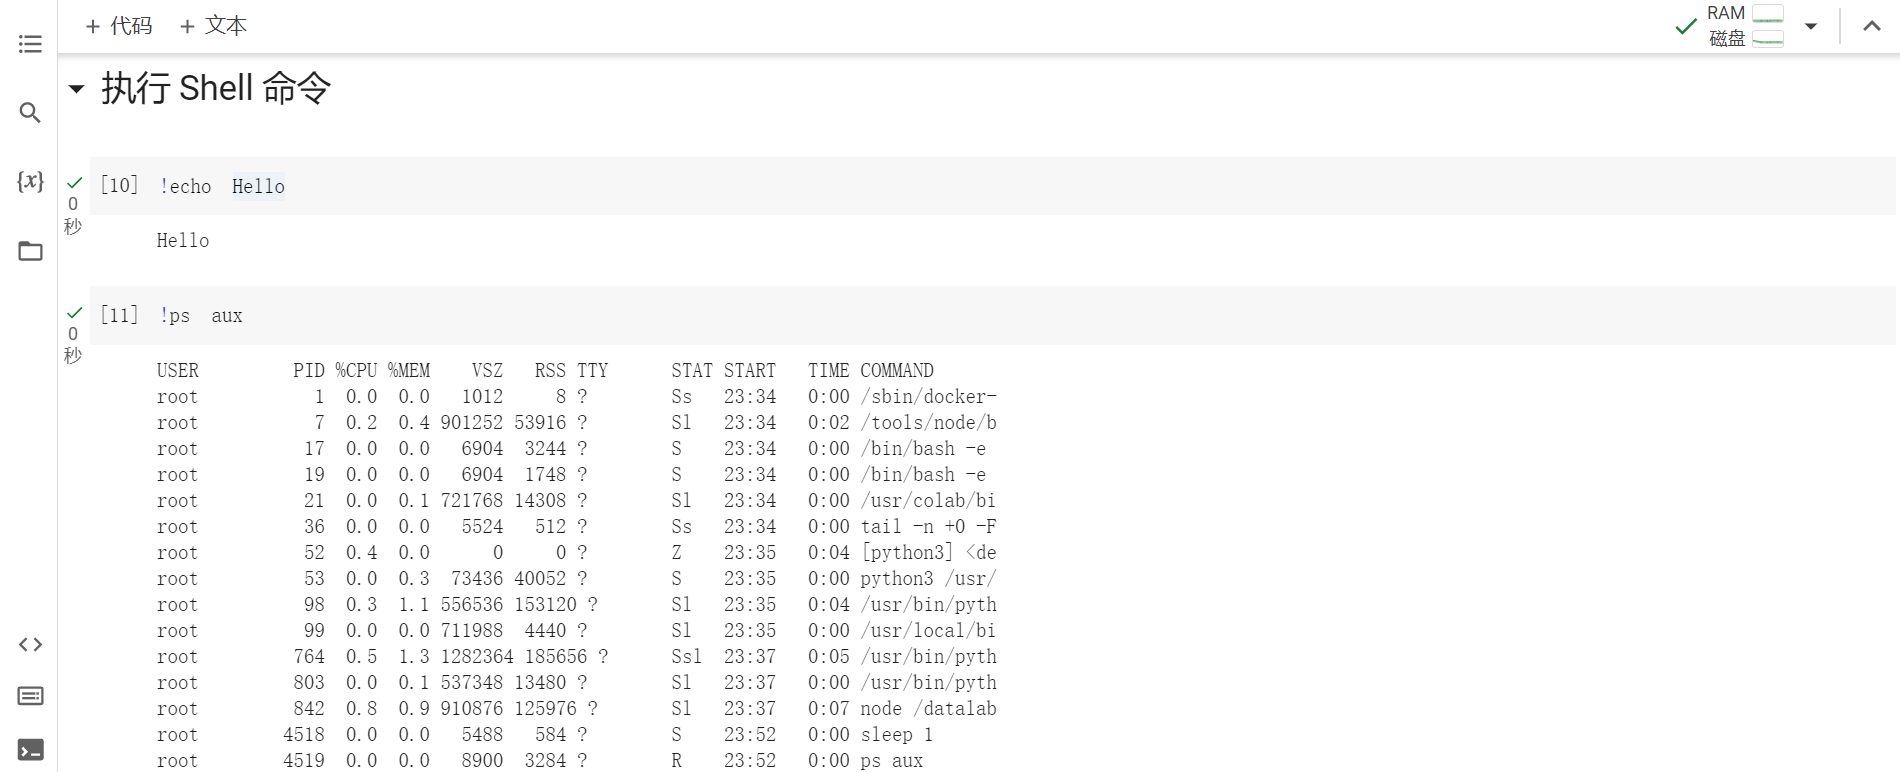 + 代码 + 文本
RAM
磁盘
执行 Shell 命令
{x}
[10] !echo Hello
0
秒
Hello
[11] !ps aux
0
秒
USER         PID %CPU %MEM    VSZ   RSS TTY      STAT START   TIME COMMAND
root           1  0.0  0.0   1012     8 ?        Ss   23:34   0:00 /sbin/docker-
root           7  0.2  0.4 901252 53916 ?        Sl   23:34   0:02 /tools/node/b
root          17  0.0  0.0   6904  3244 ?        S    23:34   0:00 /bin/bash -e
root          19  0.0  0.0   6904  1748 ?        S    23:34   0:00 /bin/bash -e
root          21  0.0  0.1 721768 14308 ?        Sl   23:34   0:00 /usr/colab/bi
root          36  0.0  0.0   5524   512 ?        Ss   23:34   0:00 tail -n +0 -F
root          52  0.4  0.0      0     0 ?        Z    23:35   0:04 [python3] <de
root          53  0.0  0.3  73436 40052 ?        S    23:35   0:00 python3 /usr/
root          98  0.3  1.1 556536 153120 ?       Sl   23:35   0:04 /usr/bin/pyth
root          99  0.0  0.0 711988  4440 ?        Sl   23:35   0:00 /usr/local/bi
root         764  0.5  1.3 1282364 185656 ?      Ssl  23:37   0:05 /usr/bin/pyth
root         803  0.0  0.1 537348 13480 ?        Sl   23:37   0:00 /usr/bin/pyth
root         842  0.8  0.9 910876 125976 ?       Sl   23:37   0:07 node /datalab
root        4518  0.0  0.0   5488   584 ?        S    23:52   0:00 sleep 1
root        4519  0.0  0.0   8900  3284 ?        R    23:52   0:00 ps aux